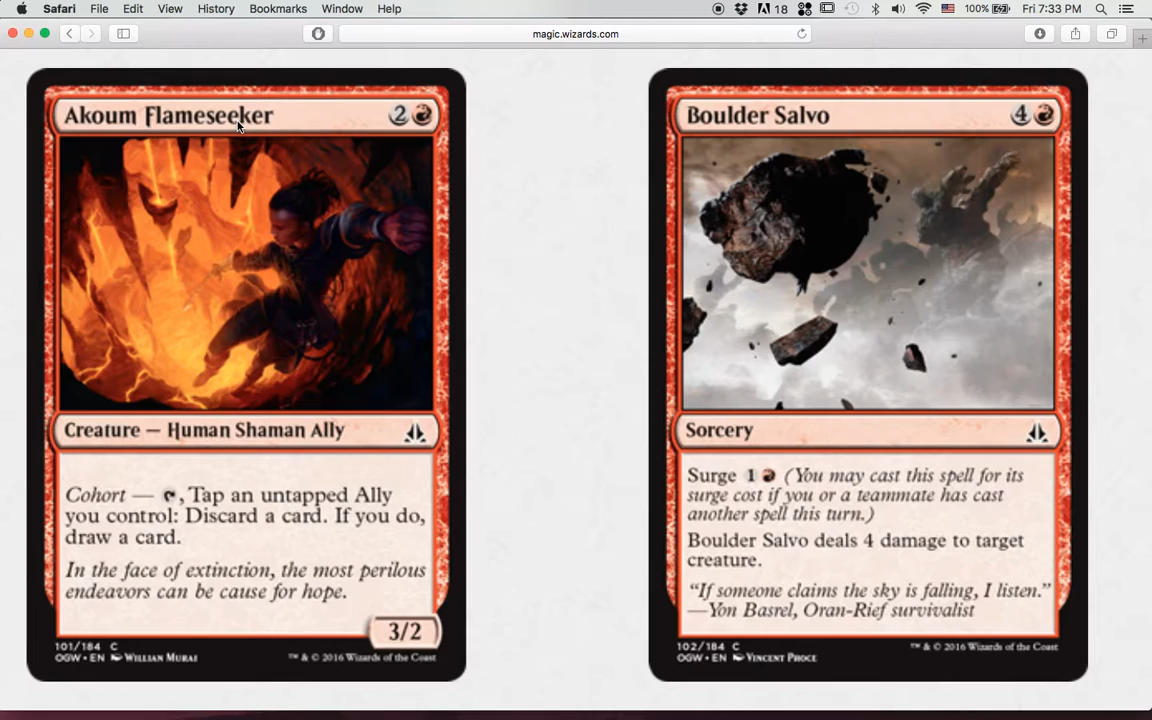 Safari File Edit View History Bookmarks Window Help 18 100% Fri 7:33 PM
magic.wizards.com
Akoum Flameseeker 2
Creature — Human Shaman Ally
Cohort — , Tap an untapped Ally
you control: Discard a card. If you do,
draw a card.
In the face of extinction, the most perilous
endeavors can be cause for hope.
3/2
101/184 C
OGW • EN WILLIAN MURAI
™ & © 2016 Wizards of the Coast
Boulder Salvo 4
Sorcery
Surge 1 (You may cast this spell for its
surge cost if you or a teammate has cast
another spell this turn.)
Boulder Salvo deals 4 damage to target
creature.
“If someone claims the sky is falling, I listen.”
—Yon Basrel, Oran-Rief survivalist
102/184 C
OGW • EN VINCENT PROCE
™ & © 2016 Wizards of the Coast